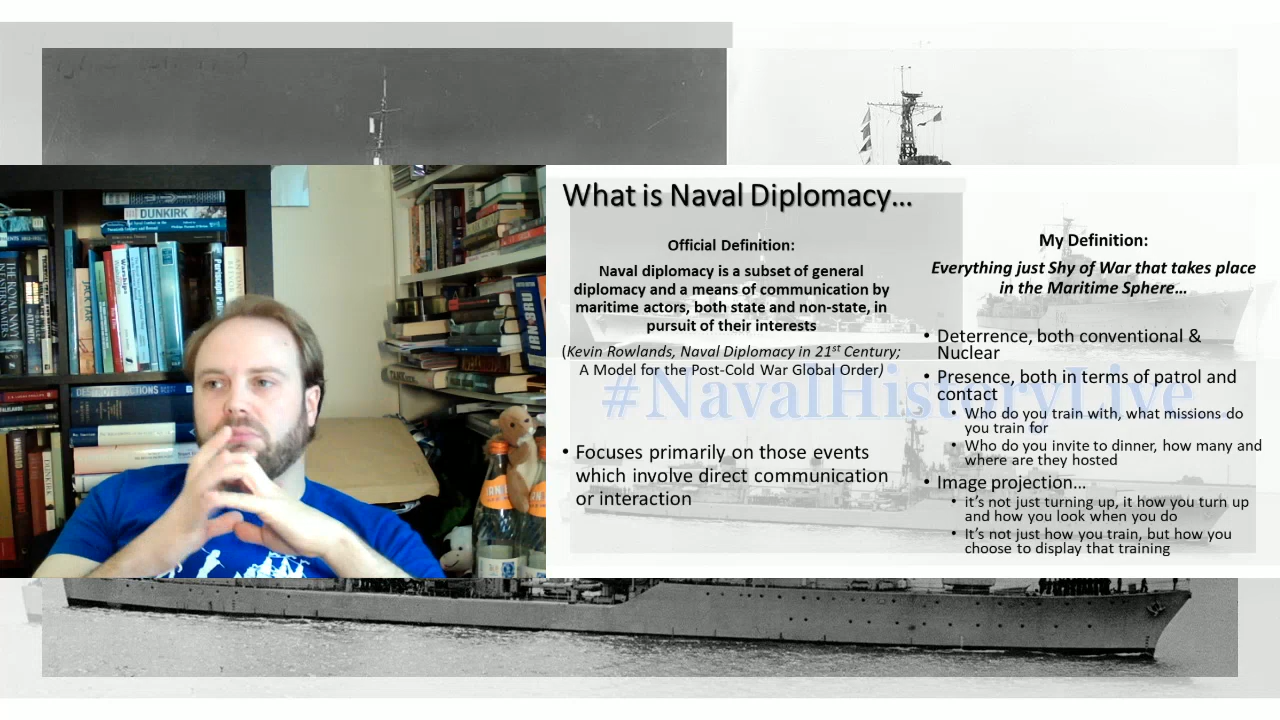 What is Naval Diplomacy...
Official Definition:
Naval diplomacy is a subset of general
diplomacy and a means of communication by
maritime actors, both state and non-state, in
pursuit of their interests
(Kevin Rowlands, Naval Diplomacy in 21st Century;
A Model for the Post-Cold War Global Order)
• Focuses primarily on those events
which involve direct communication
or interaction
My Definition:
Everything just Shy of War that takes place
in the Maritime Sphere...
• Deterrence, both conventional &
Nuclear
• Presence, both in terms of patrol and
contact
• Who do you train with, what missions do
you train for
• Who do you invite to dinner, how many and
where are they hosted
• Image projection...
• it's not just turning up, it how you turn up
and how you look when you do
• It's not just how you train, but how you
choose to display that training
#NavalHistoryLive
DUNKIRK
Warships
JACK TAR
THE ROYAL NAVY